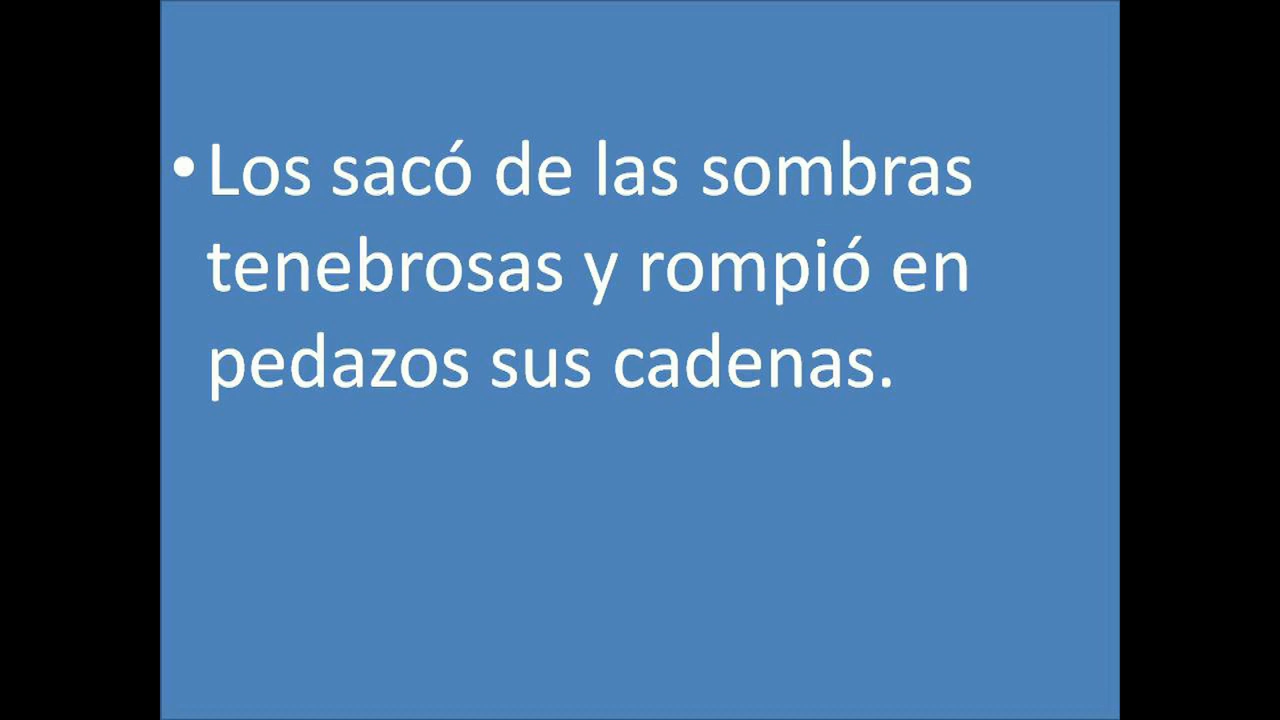 •Los sacó de las sombras
tenebrosas y rompió en
pedazos sus cadenas.